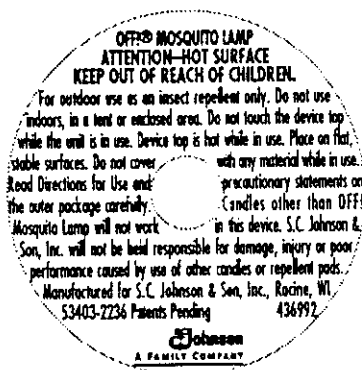 OFF!® MOSQUITO LAMP
ATTENTION—HOT SURFACE
KEEP OUT OF REACH OF CHILDREN.
For outdoor use as an insect repellent only. Do not use
indoors, in a tent or enclosed area. Do not touch the device top
while the unit is in use. Device top is hot while in use. Place on flat,
stable surfaces. Do not cover with any material while in use.
Read Directions for Use and precautionary statements on
the outer package carefully. Candles other than OFF!
Mosquito Lamp will not work in this device. S.C. Johnson &
Son, Inc. will not be held responsible for damage, injury or poor
performance caused by use of other candles or repellent pads.
Manufactured for S.C. Johnson & Son, Inc., Racine, WI
53403-2236 Patents Pending 436992
Johnson
A FAMILY COMPANY